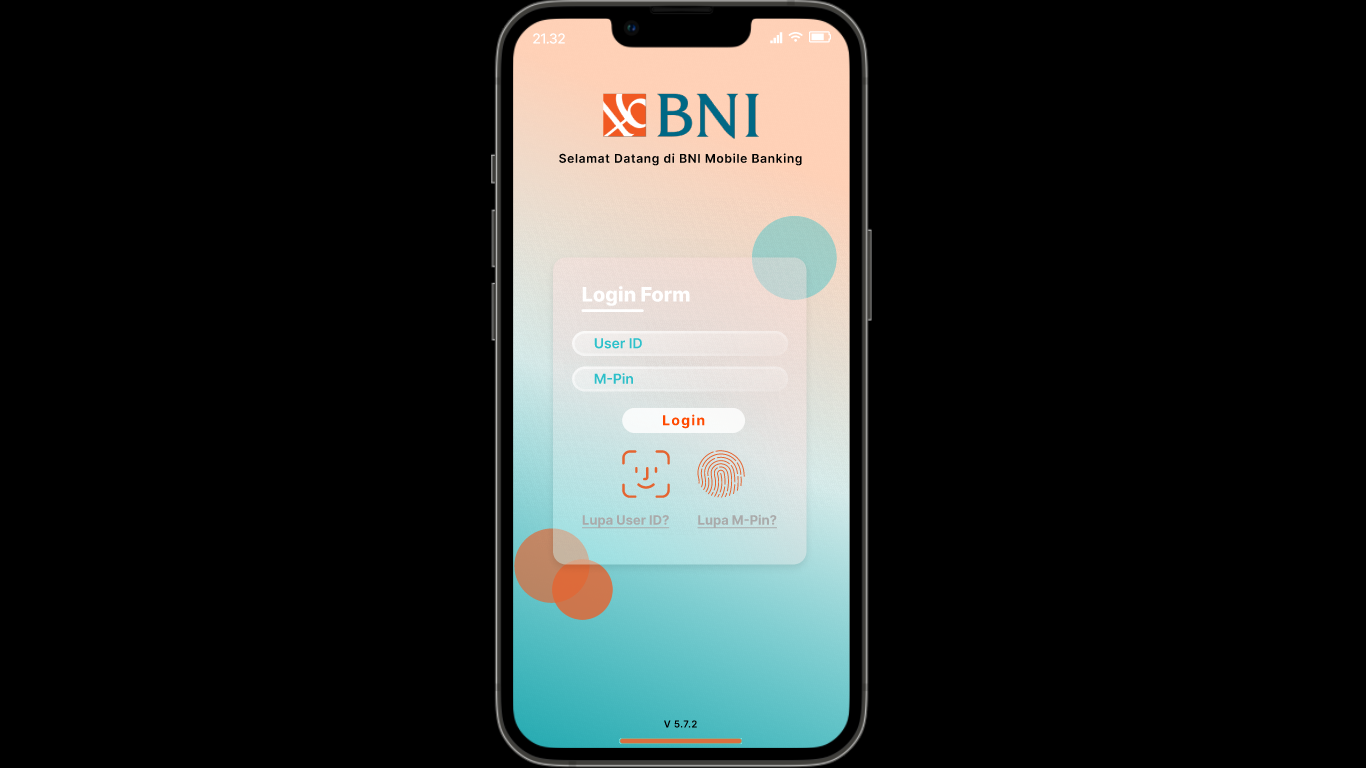 21.32
BNI
Selamat Datang di BNI Mobile Banking
Login Form
User ID
M-Pin
Login
Lupa User ID? Lupa M-Pin?
V 5.7.2